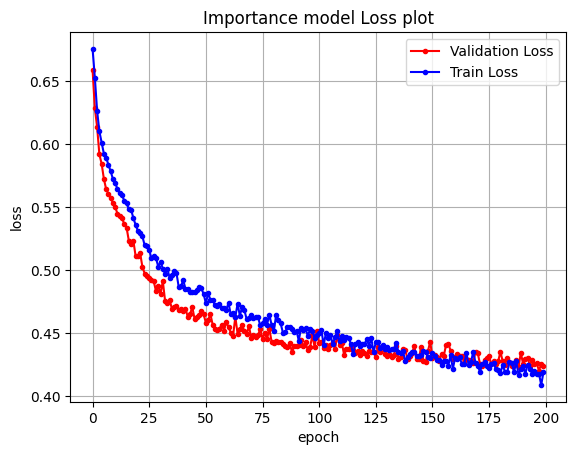 Importance model Loss plot
Validation Loss
Train Loss
0.65
0.60
0.55
0.50
0.45
0.40
loss
0 25 50 75 100 125 150 175 200
epoch